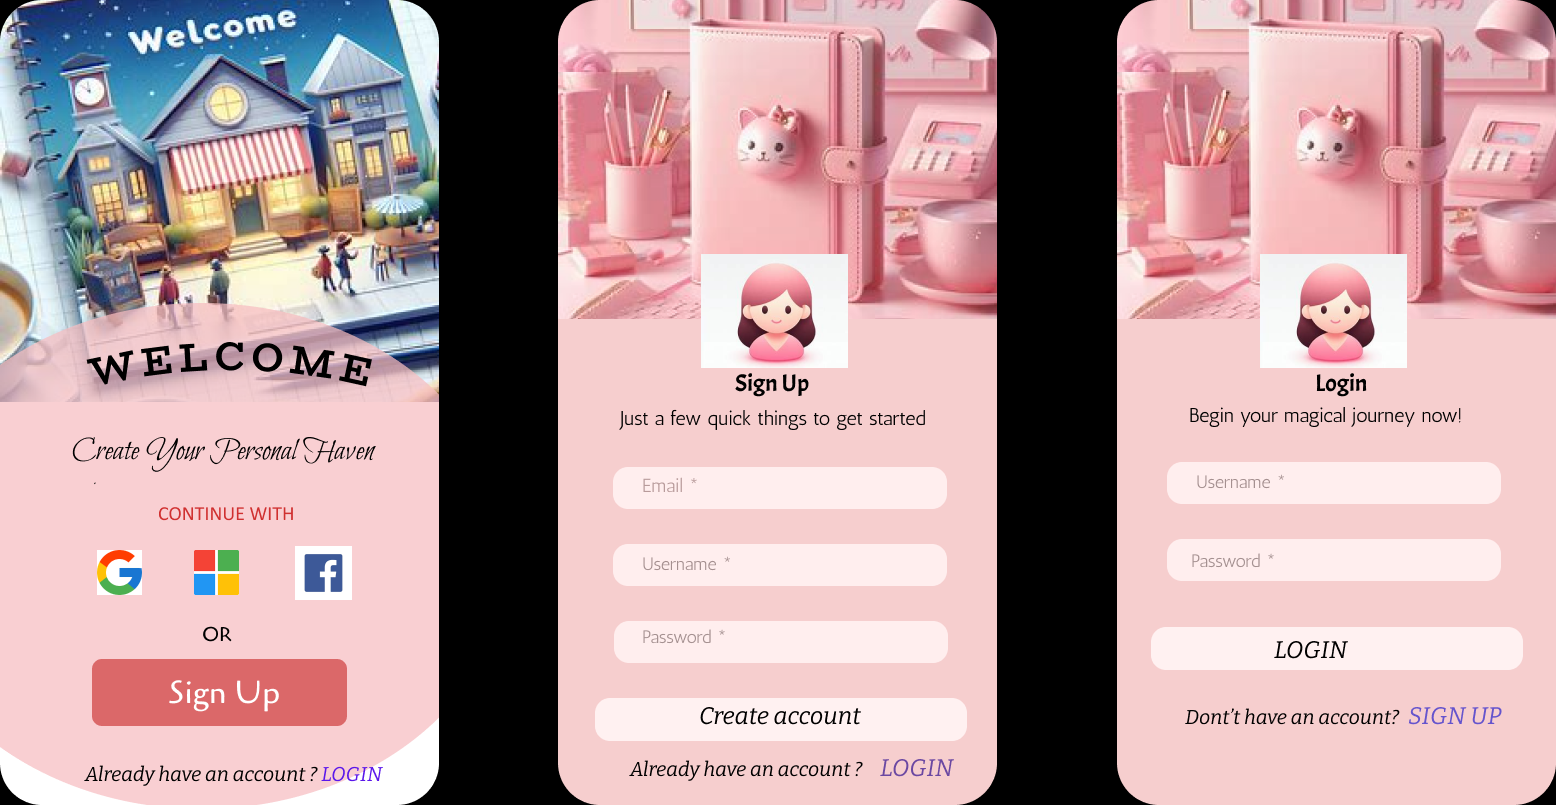 Welcome
WELCOME
Create Your Personal Haven
CONTINUE WITH
OR
Sign Up
Already have an account ? LOGIN
Sign Up
Just a few quick things to get started
Email *
Username *
Password *
Create account
Already have an account ? LOGIN
Login
Begin your magical journey now!
Username *
Password *
LOGIN
Dont't have an account? SIGN UP